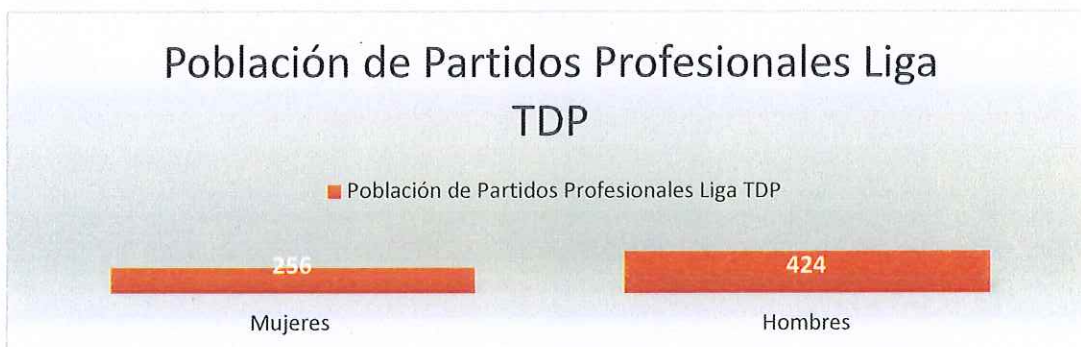 Población de Partidos Profesionales Liga
TDP
Población de Partidos Profesionales Liga TDP
256
424
Mujeres
Hombres